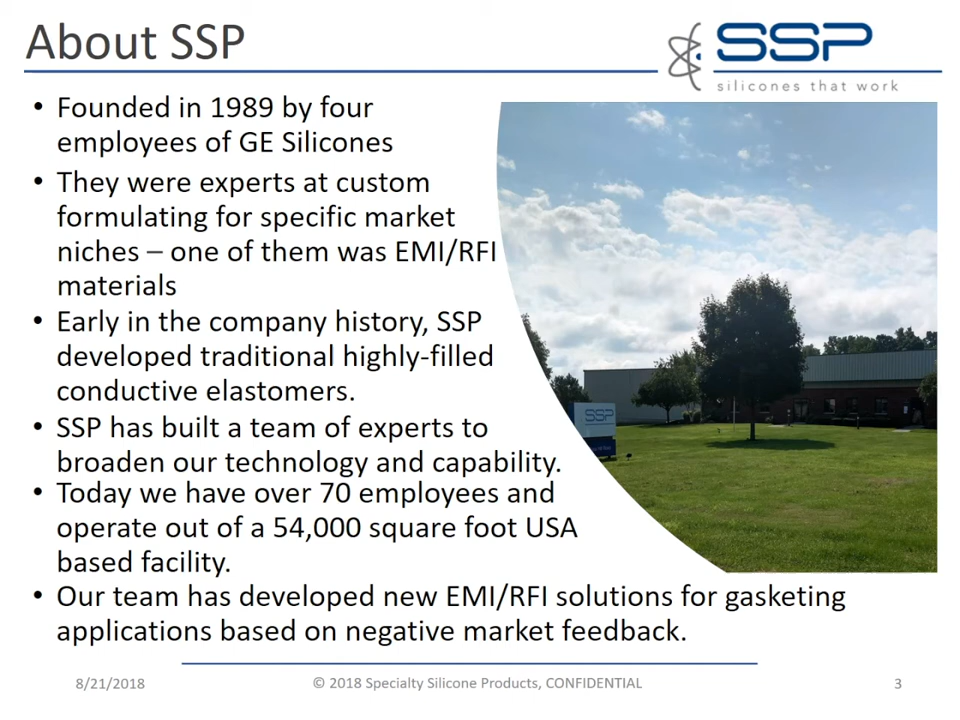 About SSP
SSP
silicones that work
• Founded in 1989 by four
employees of GE Silicones
• They were experts at custom
formulating for specific market
niches – one of them was EMI/RFI
materials
• Early in the company history, SSP
developed traditional highly-filled
conductive elastomers.
• SSP has built a team of experts to
broaden our technology and capability.
• Today we have over 70 employees and
operate out of a 54,000 square foot USA
based facility.
• Our team has developed new EMI/RFI solutions for gasketing
applications based on negative market feedback.
SSP
8/21/2018
© 2018 Specialty Silicone Products, CONFIDENTIAL
3